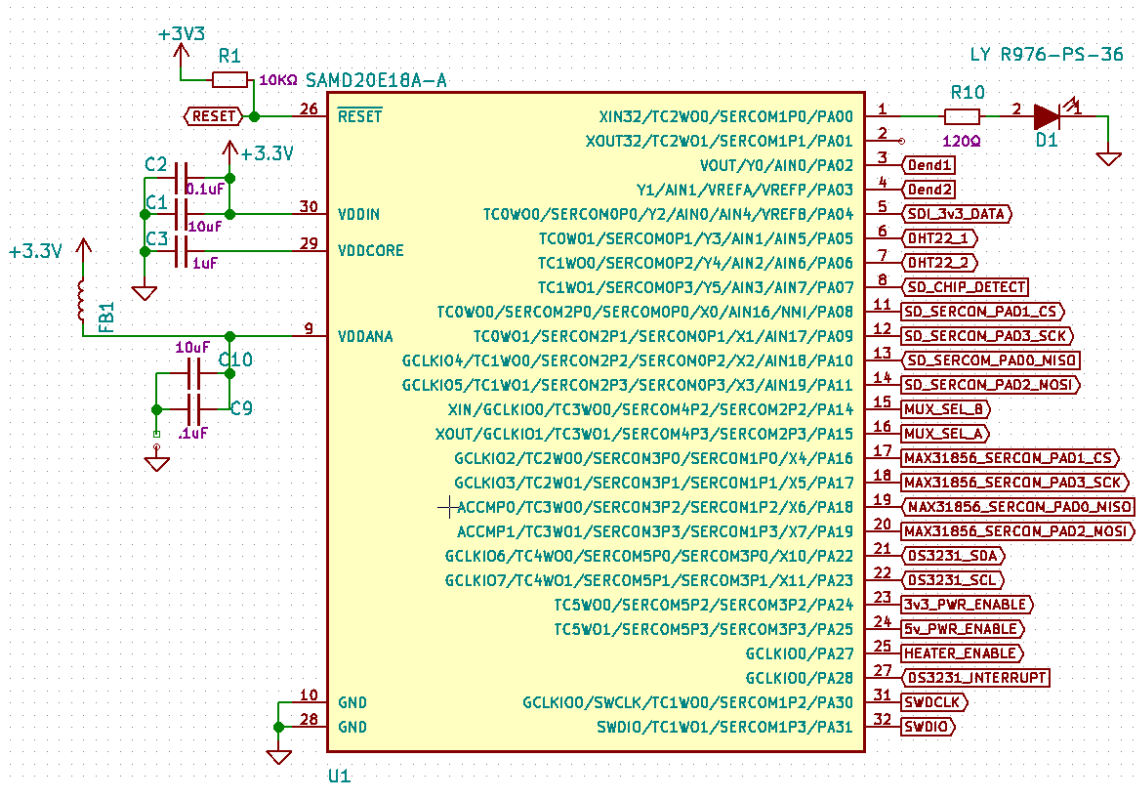 +3V3
R1
10KΩ
SAMD20E18A-A
LY R976-PS-36
RESET
26
RESET
XIN32/TC2WO0/SERCOM1P0/PA00
1
R10
120Ω
2
1
D1
XOUT32/TC2WO1/SERCOM1P1/PA01
2
+3.3V
C2
0.1uF
VOUT/Y0/AIN0/PA02
3
Dend1
Y1/AIN1/VREFA/VREFP/PA03
4
Dend2
C1
10uF
30
VDDIN
TC0WO0/SERCOM0P0/Y2/AIN0/AIN4/VREFB/PA04
5
SDI_3v3_DATA
C3
1uF
29
VDDCORE
TC0WO1/SERCOM0P1/Y3/AIN1/AIN5/PA05
6
DHT22_1
+3.3V
TC1WO0/SERCOM0P2/Y4/AIN2/AIN6/PA06
7
DHT22_2
TC1WO0/SERCOM0P3/Y5/AIN3/AIN7/PA07
8
SD_CHIP_DETECT
FB1
TC0WO0/SERCOM2P0/SERCOM0P0/X0/AIN16/NNI/PA08
11
SD_SERCOM_PAD1_CS
9
VDDANA
TC0WO1/SERCOM2P1/SERCOM0P1/X1/AIN17/PA09
12
SD_SERCOM_PAD3_SCK
10uF
C10
GCLKIO4/TC1WO0/SERCOM2P2/SERCOM0P2/X2/AIN18/PA10
13
SD_SERCOM_PAD0_MISO
GCLKIO5/TC1WO1/SERCOM2P3/SERCOM0P3/X3/AIN19/PA11
14
SD_SERCOM_PAD2_MOSI
C9
.1uF
XIN/GCLKIO0/TC3WO0/SERCOM4P2/SERCOM2P2/PA14
15
MUX_SEL_B
XOUT/GCLKIO1/TC3WO1/SERCOM4P3/SERCOM2P3/PA15
16
MUX_SEL_A
GCLKIO2/TC2WO0/SERCOM3P0/SERCOM1P0/X4/PA16
17
MAX31856_SERCOM_PAD1_CS
GCLKIO3/TC2WO1/SERCOM3P1/SERCOM1P1/X5/PA17
18
MAX31856_SERCOM_PAD3_SCK
ACCMP0/TC3WO0/SERCOM3P2/SERCOM1P2/X6/PA18
19
MAX31856_SERCOM_PAD0_MISO
ACCMP1/TC3WO1/SERCOM3P3/SERCOM1P3/X7/PA19
20
MAX31856_SERCOM_PAD2_MOSI
GCLKIO6/TC4WO0/SERCOM5P0/SERCOM3P0/X10/PA22
21
DS3231_SDA
GCLKIO7/TC4WO1/SERCOM5P1/SERCOM3P1/X11/PA23
22
DS3231_SCL
TC5WO0/SERCOM5P2/SERCOM3P2/PA24
23
3v3_PWR_ENABLE
TC5WO1/SERCOM5P3/SERCOM3P3/PA25
24
5v_PWR_ENABLE
GCLKIO0/PA27
25
HEATER_ENABLE
GCLKIO0/PA28
27
DS3231_INTERRUPT
10
GND
GCLKIO0/SWCLK/TC1WO0/SERCOM1P2/PA30
31
SWDCLK
28
GND
SWDIO/TC1WO1/SERCOM1P3/PA31
32
SWDIO
U1